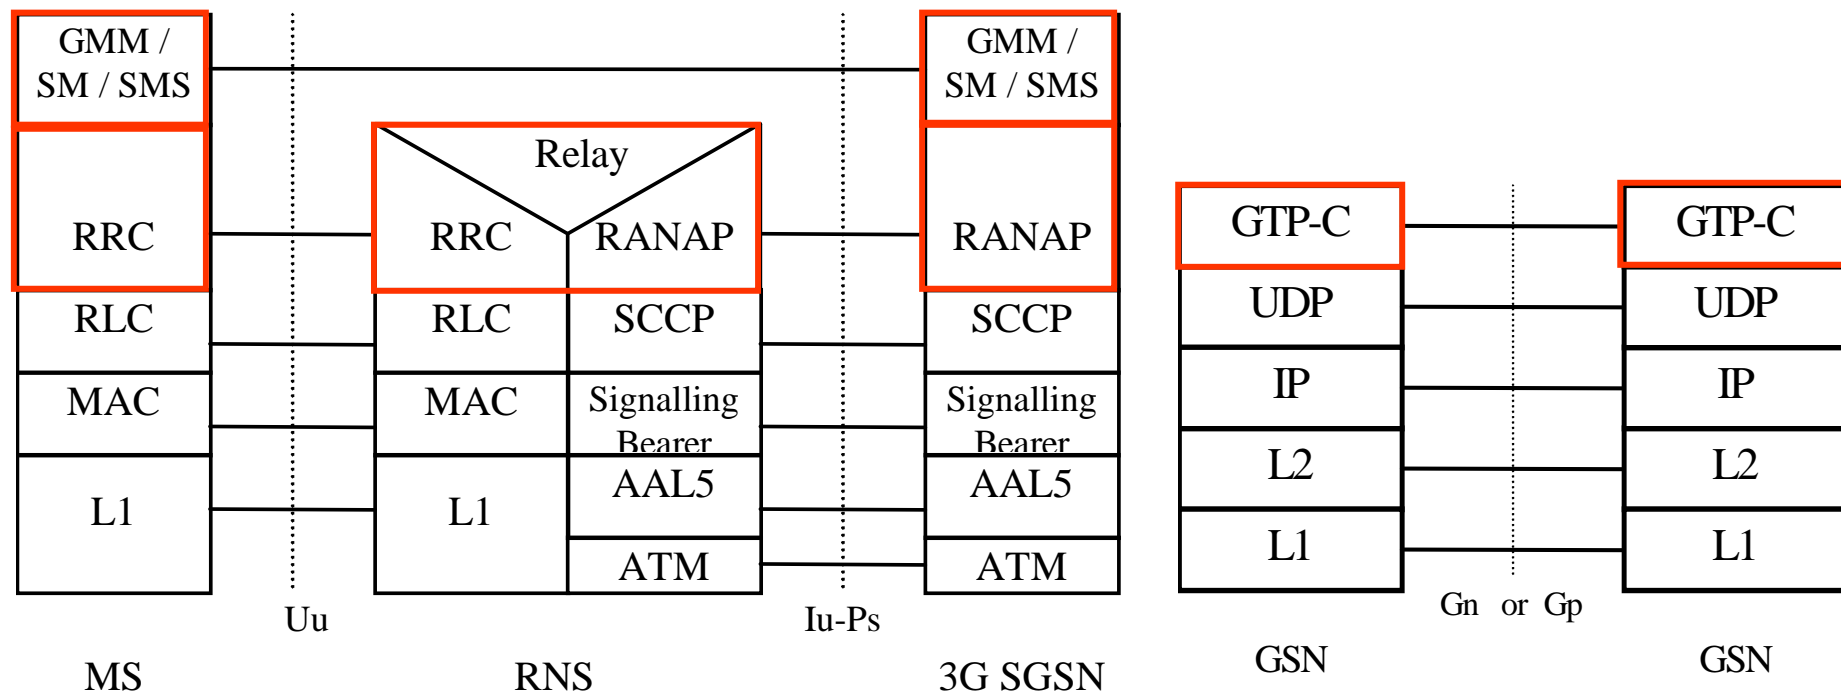 GMM /
SM / SMS
RRC
RLC
MAC
L1
MS
Uu
Relay
RRC
RANAP
RLC
SCCP
MAC
Signalling
Bearer
L1
AAL5
ATM
RNS
Iu-Ps
GMM /
SM / SMS
RANAP
SCCP
Signalling
Bearer
AAL5
ATM
3G SGSN
GTP-C
UDP
IP
L2
L1
GSN
Gn or Gp
GTP-C
UDP
IP
L2
L1
GSN